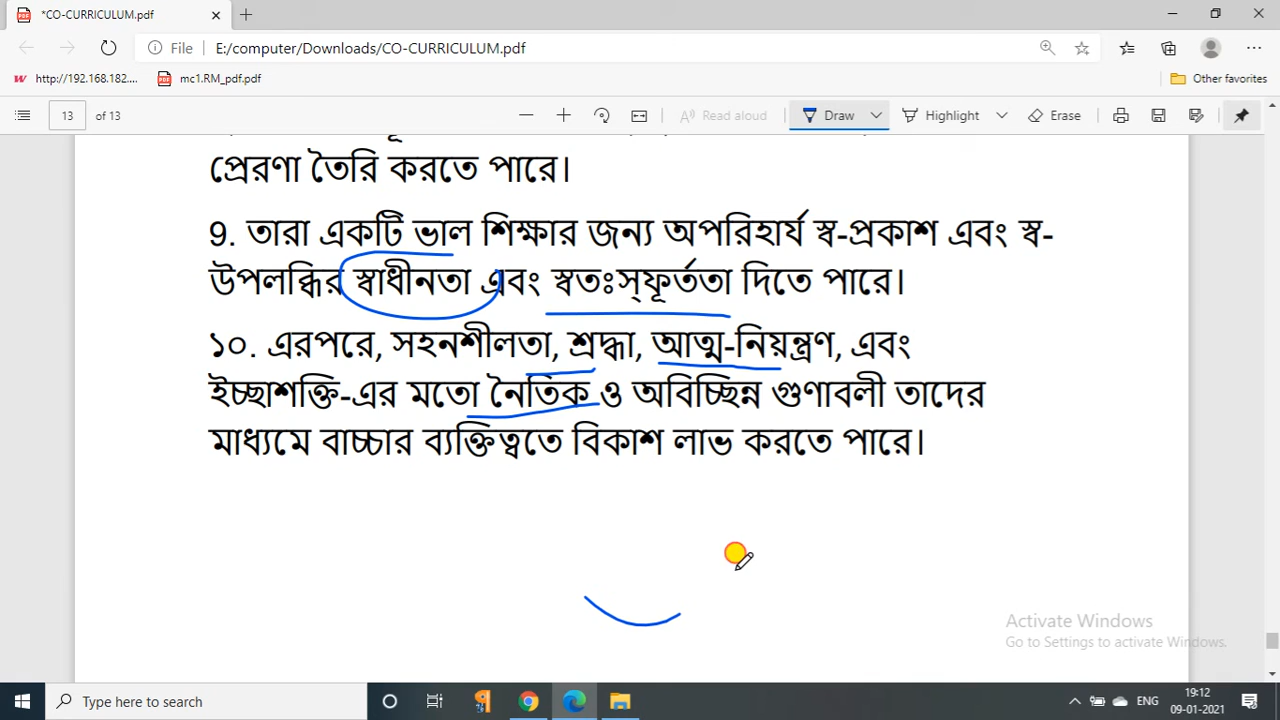 *CO-CURRICULUM.pdf
File E:/computer/Downloads/CO-CURRICULUM.pdf
http://192.168.182.... mc1.RM_pdf.pdf Other favorites
13 of 13 Read aloud Draw Highlight Erase
প্রেরণা তৈরি করতে পারে।
9. তারা একটি ভাল শিক্ষার জন্য অপরিহার্য স্ব-প্রকাশ এবং স্ব-
উপলব্ধির স্বাধীনতা এবং স্বতঃস্ফূর্ততা দিতে পারে।
১০. এরপরে, সহনশীলতা, শ্রদ্ধা, আত্ম-নিয়ন্ত্রণ, এবং
ইচ্ছাশক্তি-এর মতো নৈতিক ও অবিচ্ছিন্ন গুণাবলী তাদের
মাধ্যমে বাচ্চার ব্যক্তিত্বতে বিকাশ লাভ করতে পারে।
Activate Windows
Go to Settings to activate Windows.
Type here to search
ENG
19:12
09-01-2021